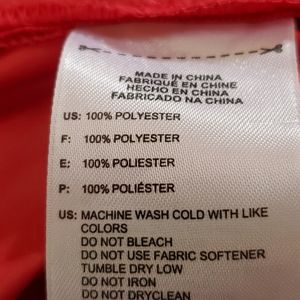 MADE IN CHINA
FABRIQUÉ EN CHINE
HECHO EN CHINA
FABRICADO NA CHINA
US: 100% POLYESTER
F: 100% POLYESTER
E: 100% POLIESTER
P: 100% POLIÉSTER
US: MACHINE WASH COLD WITH LIKE
COLORS
DO NOT BLEACH
DO NOT USE FABRIC SOFTENER
TUMBLE DRY LOW
DO NOT IRON
DO NOT DRYCLEAN